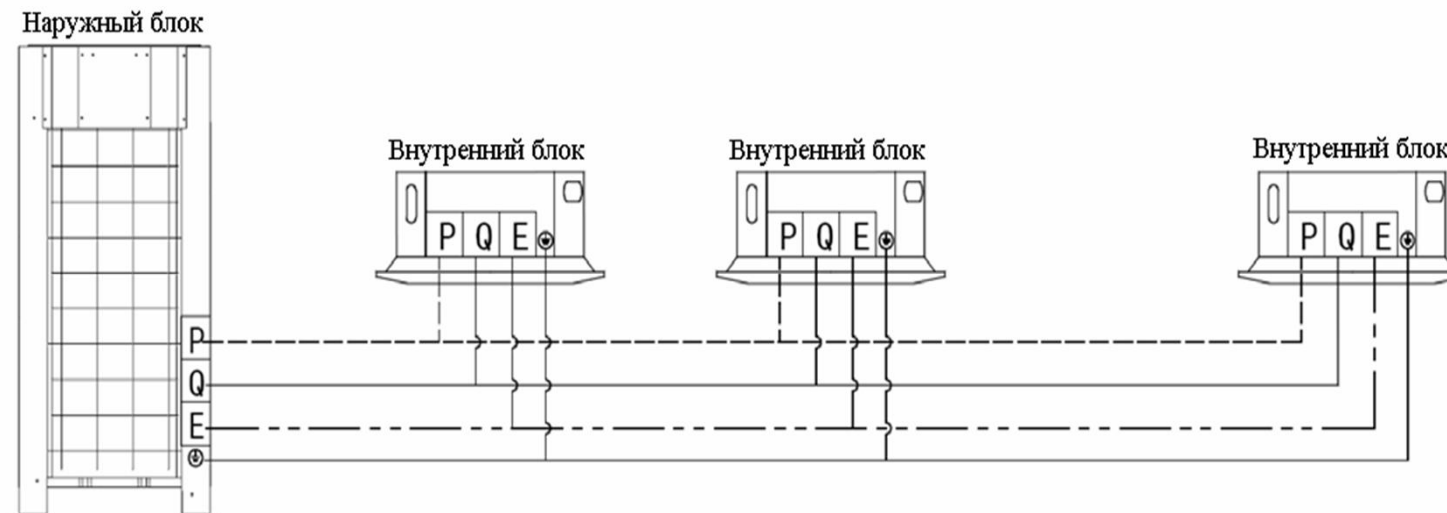 Наружный блок
Внутренний блок
Внутренний блок
Внутренний блок
P Q E
P Q E
P Q E
P
Q
E